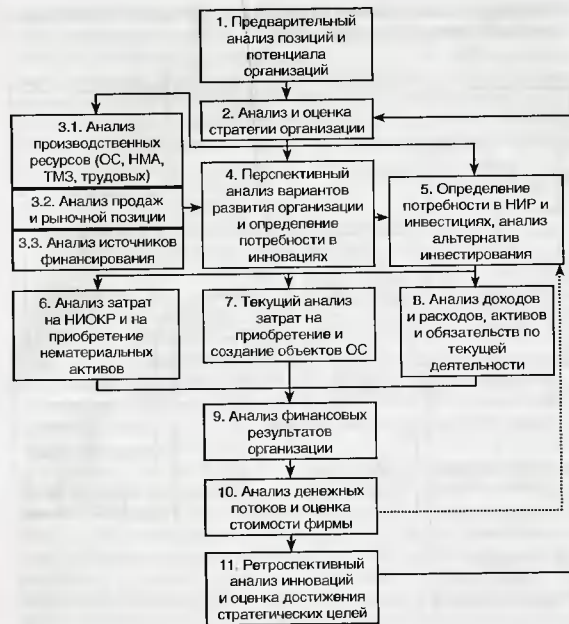 1. Предварительный
анализ позиций и
потенциала
организаций
2. Анализ и оценка
стратегии организации
3.1. Анализ
производственных
ресурсов (ОС, НМА,
ТМЗ, трудовых)
3.2. Анализ продаж
и рыночной позиции
3.3. Анализ источников
финансирования
4. Перспективный
анализ вариантов
развития организации
и определение
потребности в
инновациях
5. Определение
потребности в НИР и
инвестициях, анализ
альтернатив
инвестирования
6. Анализ затрат
на НИОКР и на
приобретение
нематериальных
активов
7. Текущий анализ
затрат на
приобретение и
создание объектов ОС
8. Анализ доходов
и расходов, активов
и обязательств по
текущей
деятельности
9. Анализ финансовых
результатов
организации
10. Анализ денежных
потоков и оценка
стоимости фирмы
11. Ретроспективный
анализ инноваций
и оценка достижения
стратегических целей